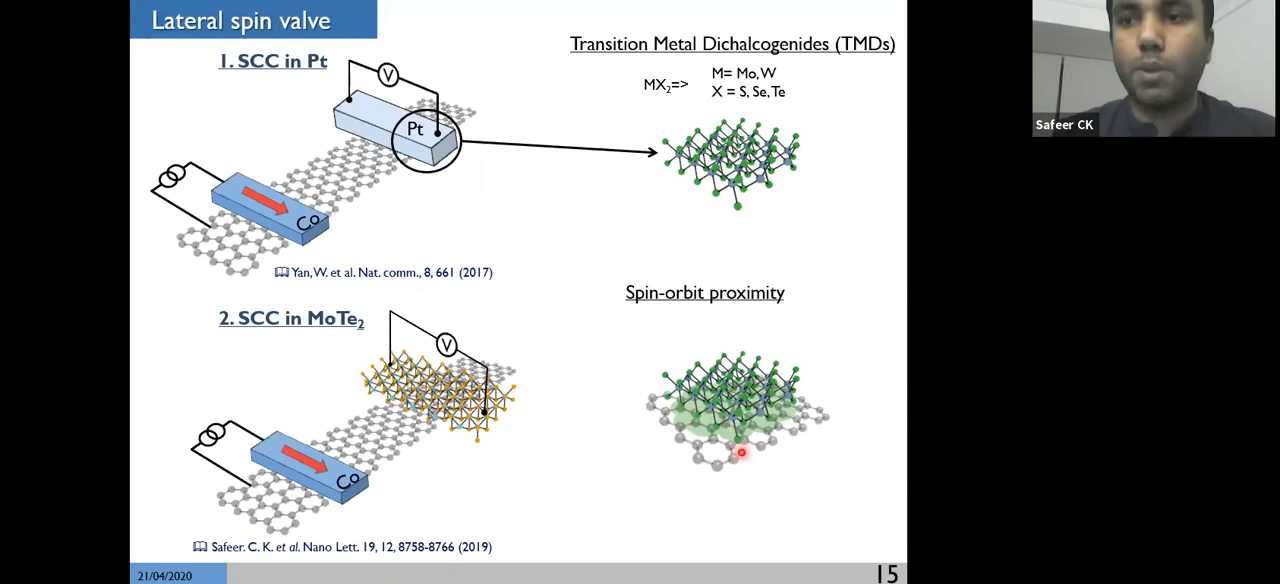 Lateral spin valve
1. SCC in Pt
V
Pt
Co
Yan, W. et al. Nat. comm., 8, 661 (2017)
2. SCC in MoTe₂
V
Co
Safeer. C. K. et al. Nano Lett. 19, 12, 8758-8766 (2019)
Transition Metal Dichalcogenides (TMDs)
MX₂=>
M= Mo, W
X = S, Se, Te
Spin-orbit proximity
Safeer CK
21/04/2020
15